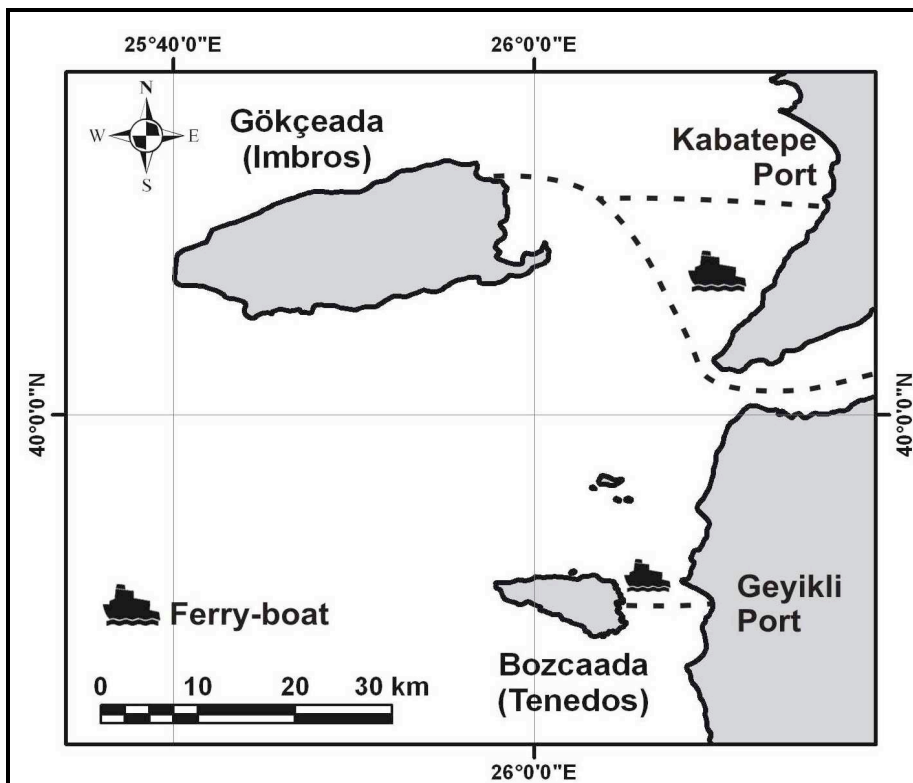 25°40'0"E
26°0'0"E
N
W
E
S
Gökçeada
(Imbros)
Kabatepe
Port
40°0'0"N
40°0'0"N
Geyikli
Port
Ferry-boat
Bozcaada
(Tenedos)
0
10
20
30 km
26°0'0"E